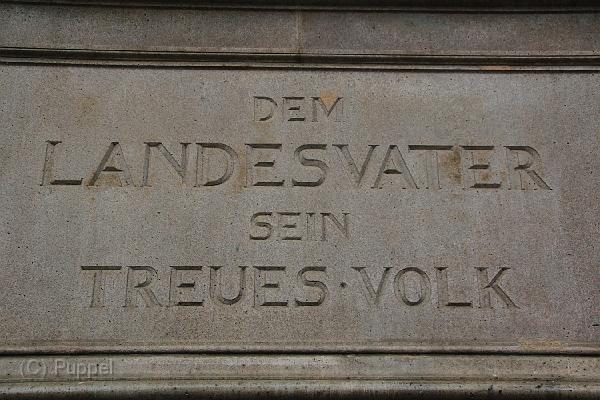 DEM
LANDESVATER
SEIN
TREUES·VOLK
(C) Puppel